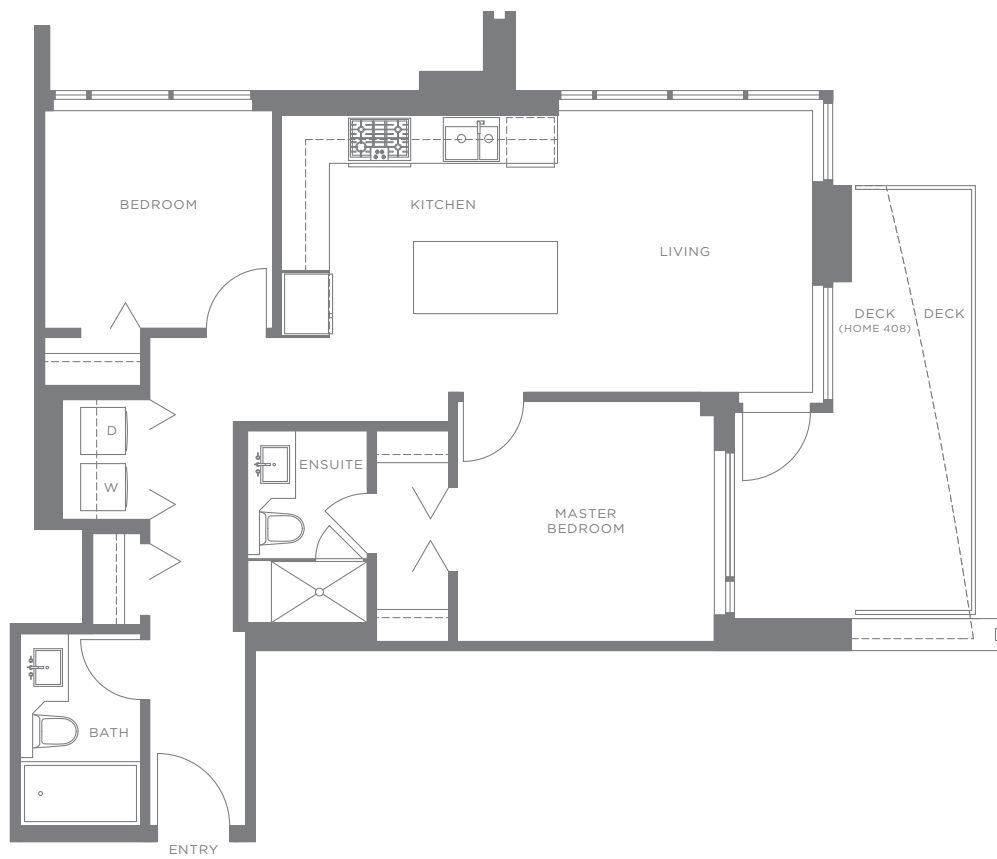 BEDROOM
KITCHEN
LIVING
DECK
(HOME 408)
DECK
D
W
ENSUITE
MASTER
BEDROOM
BATH
ENTRY